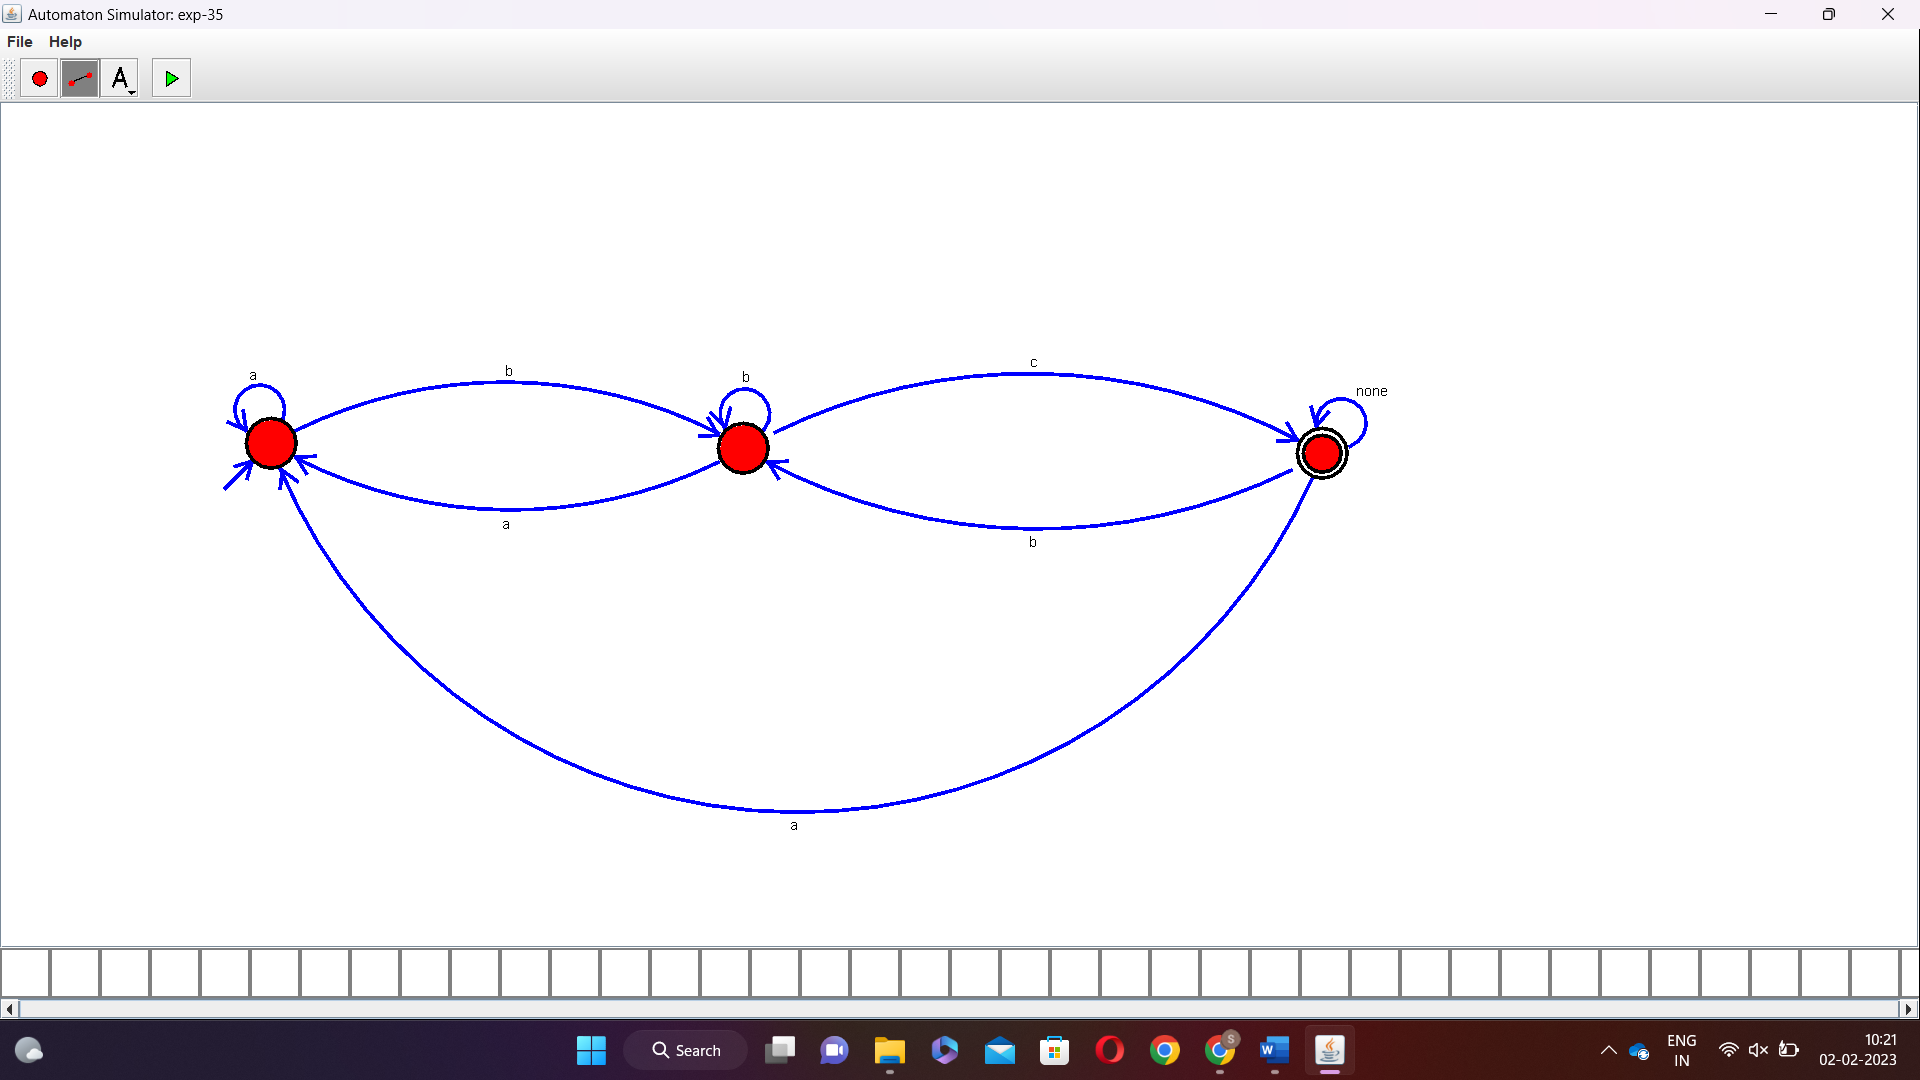 Automaton Simulator: exp-35
File Help
A
a
b
b
c
none
a
b
a
Search
S
W
ENG
IN
10:21
02-02-2023